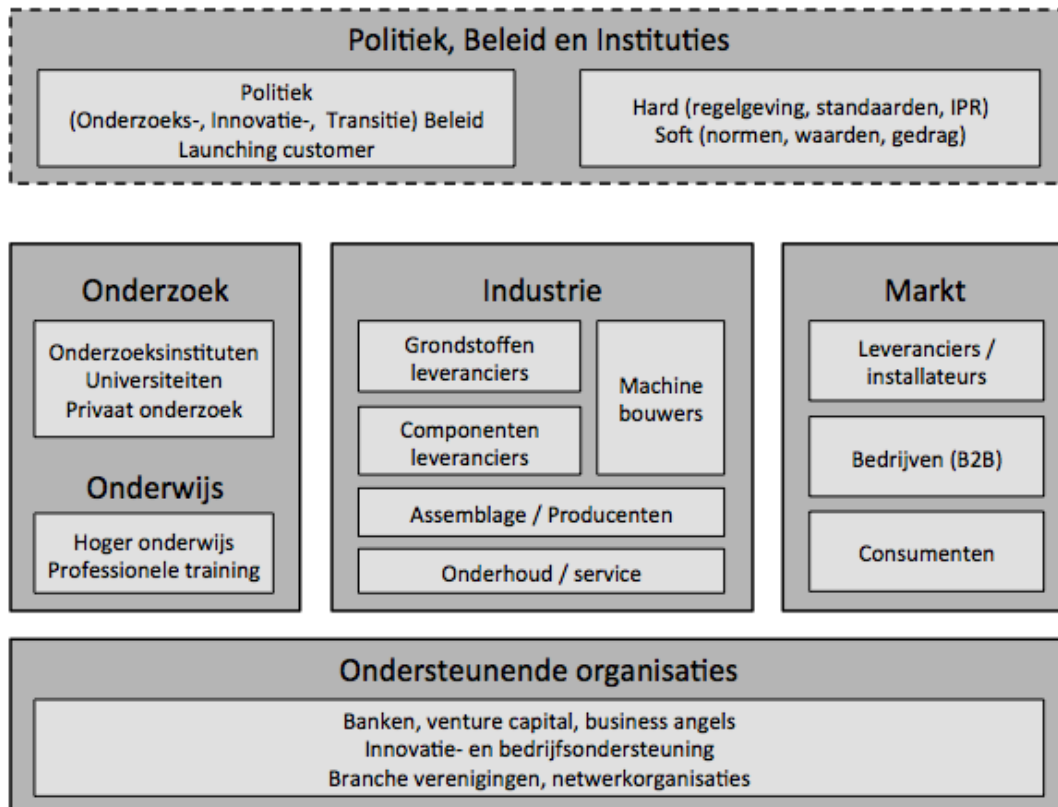 Politiek, Beleid en Instituties
Politiek
(Onderzoeks-, Innovatie-, Transitie) Beleid
Launching customer
Hard (regelgeving, standaarden, IPR)
Soft (normen, waarden, gedrag)
Onderzoek
Onderzoeksinstituten
Universiteiten
Privaat onderzoek
Onderwijs
Hoger onderwijs
Professionele training
Industrie
Grondstoffen
leveranciers
Componenten
leveranciers
Machine
bouwers
Assemblage / Producenten
Onderhoud / service
Markt
Leveranciers /
installateurs
Bedrijven (B2B)
Consumenten
Ondersteunende organisaties
Banken, venture capital, business angels
Innovatie- en bedrijfsondersteuning
Branche verenigingen, netwerkorganisaties